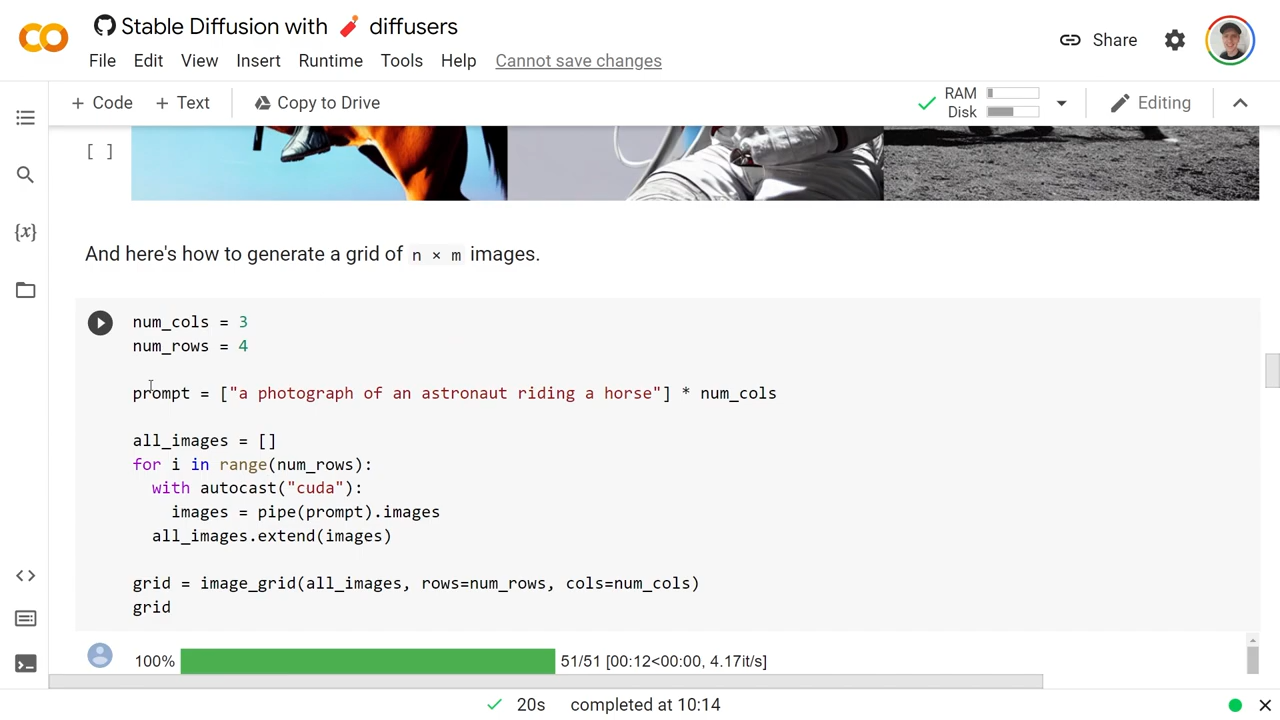 Stable Diffusion with diffusers
File Edit View Insert Runtime Tools Help Cannot save changes
Share
+ Code + Text Copy to Drive
RAM
Disk
Editing
[ ]
{x}
And here's how to generate a grid of n × m images.
num_cols = 3
num_rows = 4
prompt = ["a photograph of an astronaut riding a horse"] * num_cols
all_images = []
for i in range(num_rows):
  with autocast("cuda"):
    images = pipe(prompt).images
  all_images.extend(images)
grid = image_grid(all_images, rows=num_rows, cols=num_cols)
grid
100% 51/51 [00:12<00:00, 4.17it/s]
20s completed at 10:14